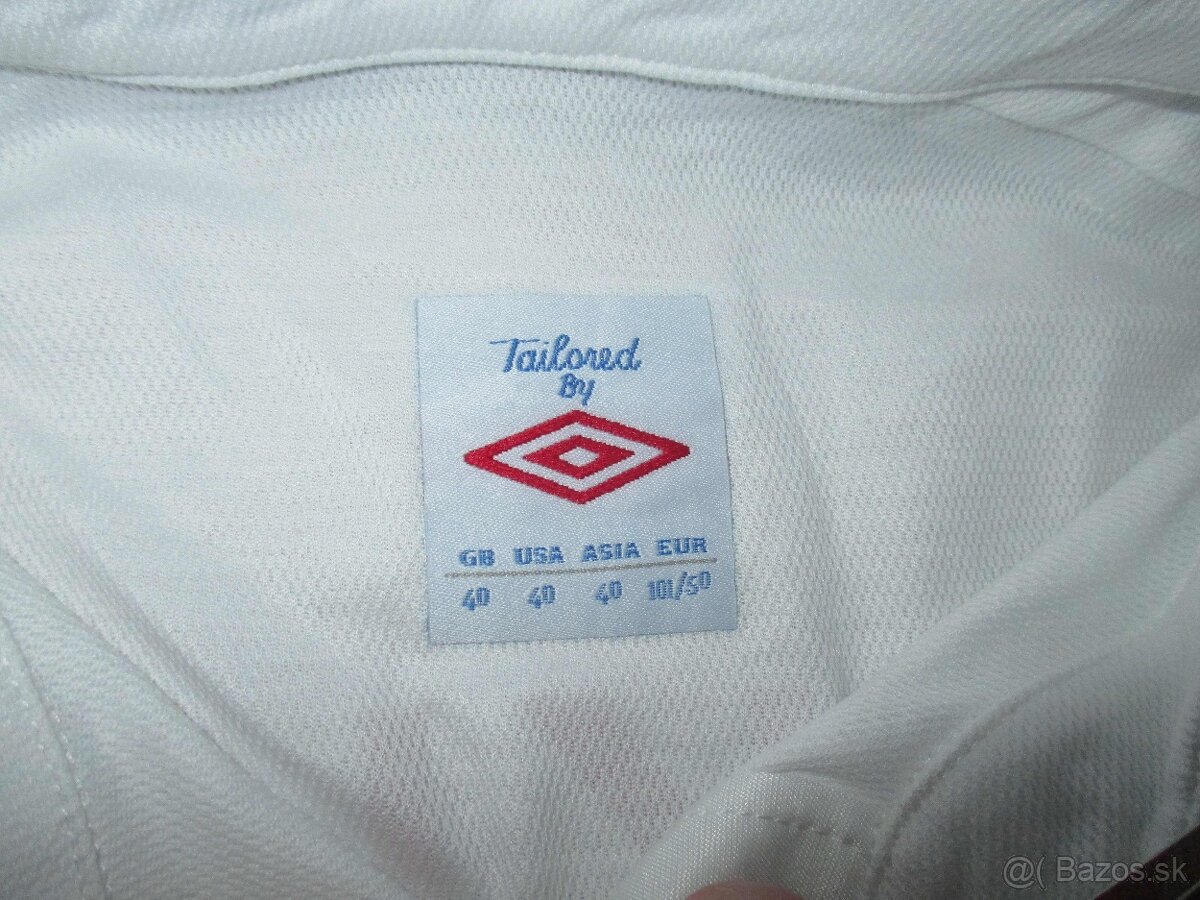 Tailored
By
GB USA ASIA EUR
40 40 40 101/50
@( Bazos.sk